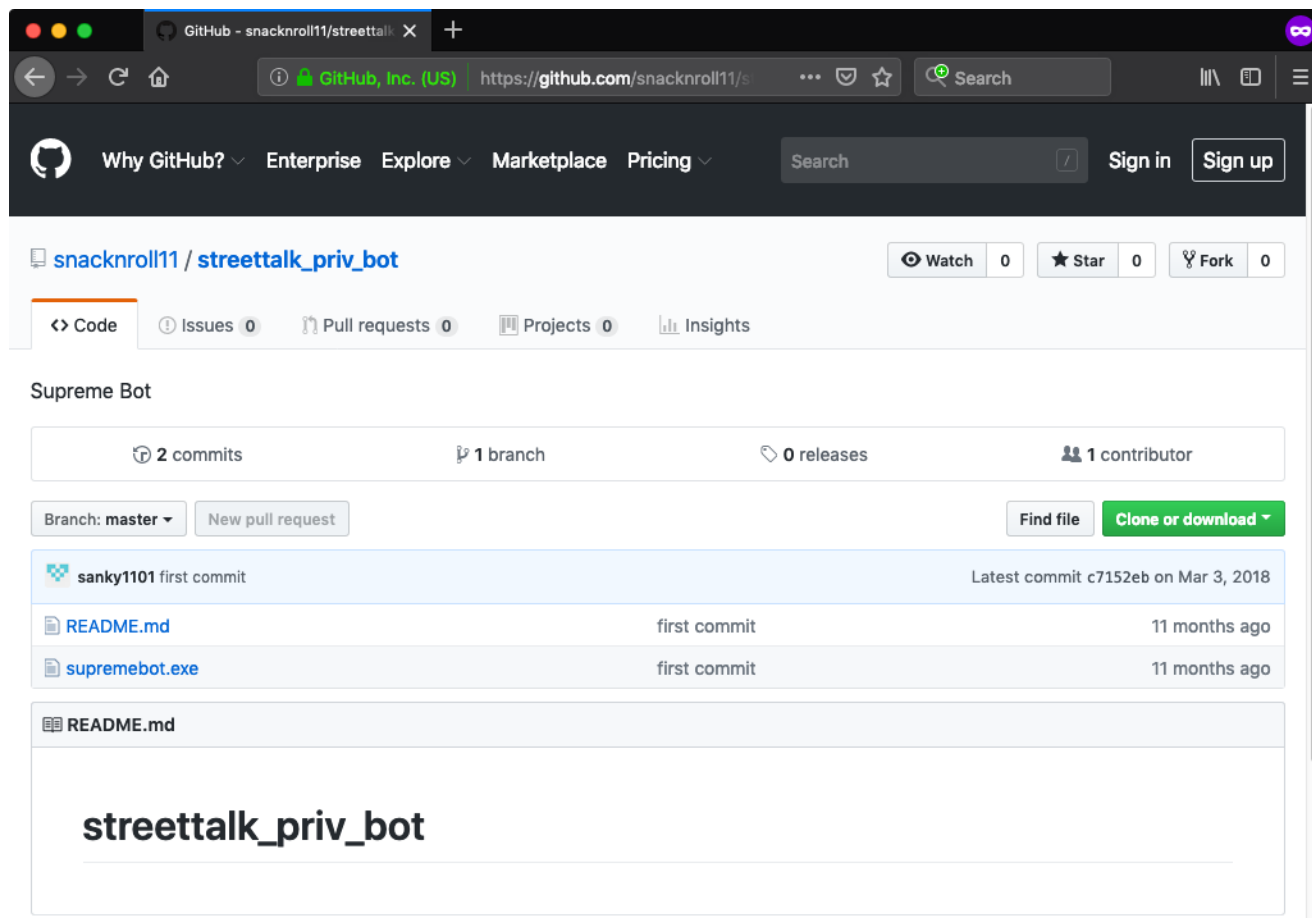 GitHub - snacknroll11/streettalk
GitHub, Inc. (US) https://github.com/snacknroll11/s Search
Why GitHub? Enterprise Explore Marketplace Pricing Search / Sign in Sign up
snacknroll11 / streettalk_priv_bot Watch 0 Star 0 Fork 0
<> Code Issues 0 Pull requests 0 Projects 0 Insights
Supreme Bot
2 commits 1 branch 0 releases 1 contributor
Branch: master New pull request Find file Clone or download
sanky1101 first commit Latest commit c7152eb on Mar 3, 2018
README.md first commit 11 months ago
supremebot.exe first commit 11 months ago
README.md
streettalk_priv_bot